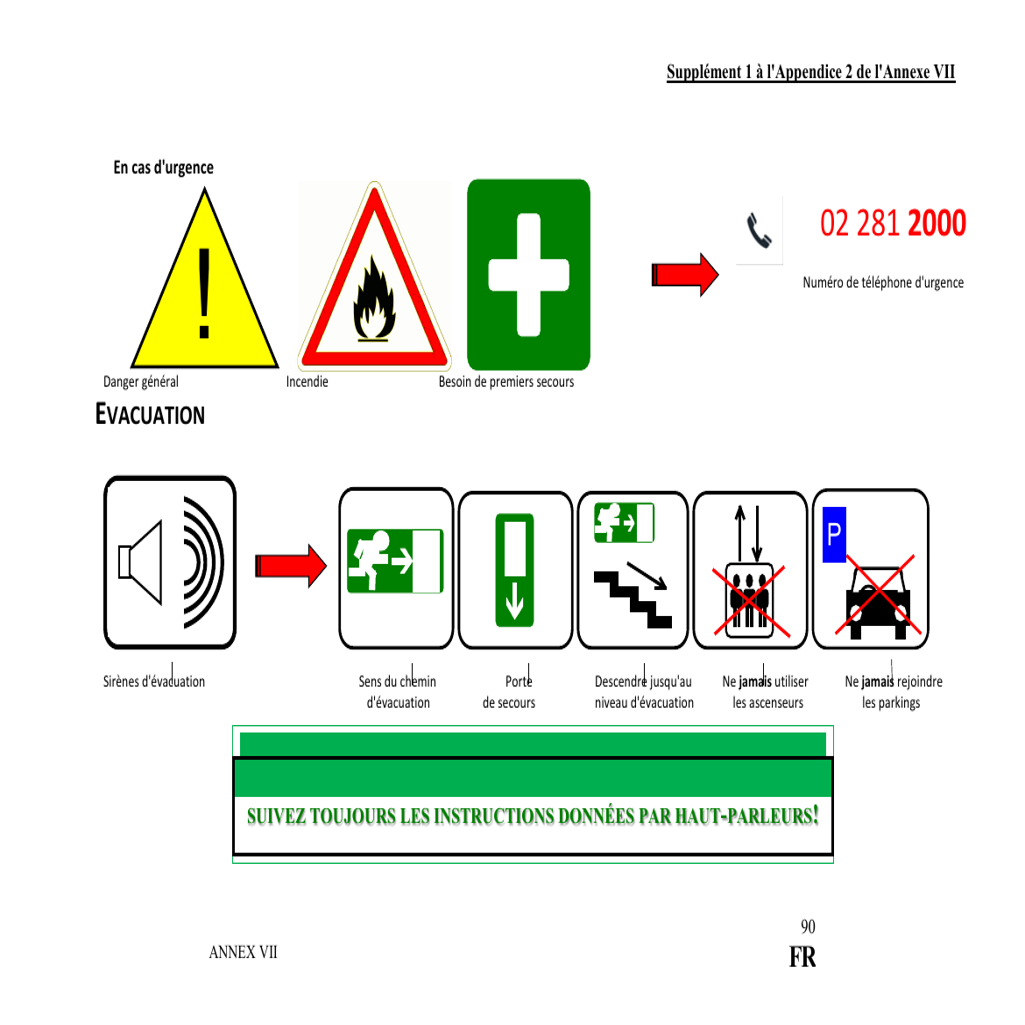 Supplément 1 à l'Appendice 2 de l'Annexe VII
En cas d'urgence
!
02 281 2000
Numéro de téléphone d'urgence
Danger général
Incendie
Besoin de premiers secours
EVACUATION
P
Sirènes d'évacuation
Sens du chemin
d'évacuation
Porte
de secours
Descendre jusqu'au
niveau d'évacuation
Ne jamais utiliser
les ascenseurs
Ne jamais rejoindre
les parkings
SUIVEZ TOUJOURS LES INSTRUCTIONS DONNÉES PAR HAUT-PARLEURS!
90
ANNEX VII
FR